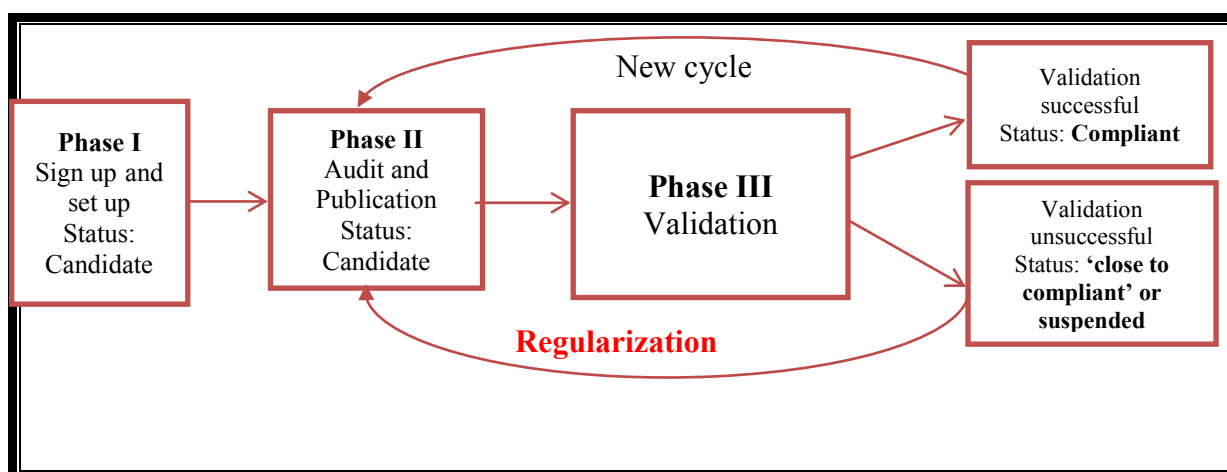 New cycle
Phase I
Sign up and
set up
Status:
Candidate
Phase II
Audit and
Publication
Status:
Candidate
Phase III
Validation
Validation
successful
Status: Compliant
Validation
unsuccessful
Status: ‘close to
compliant’ or
suspended
Regularization